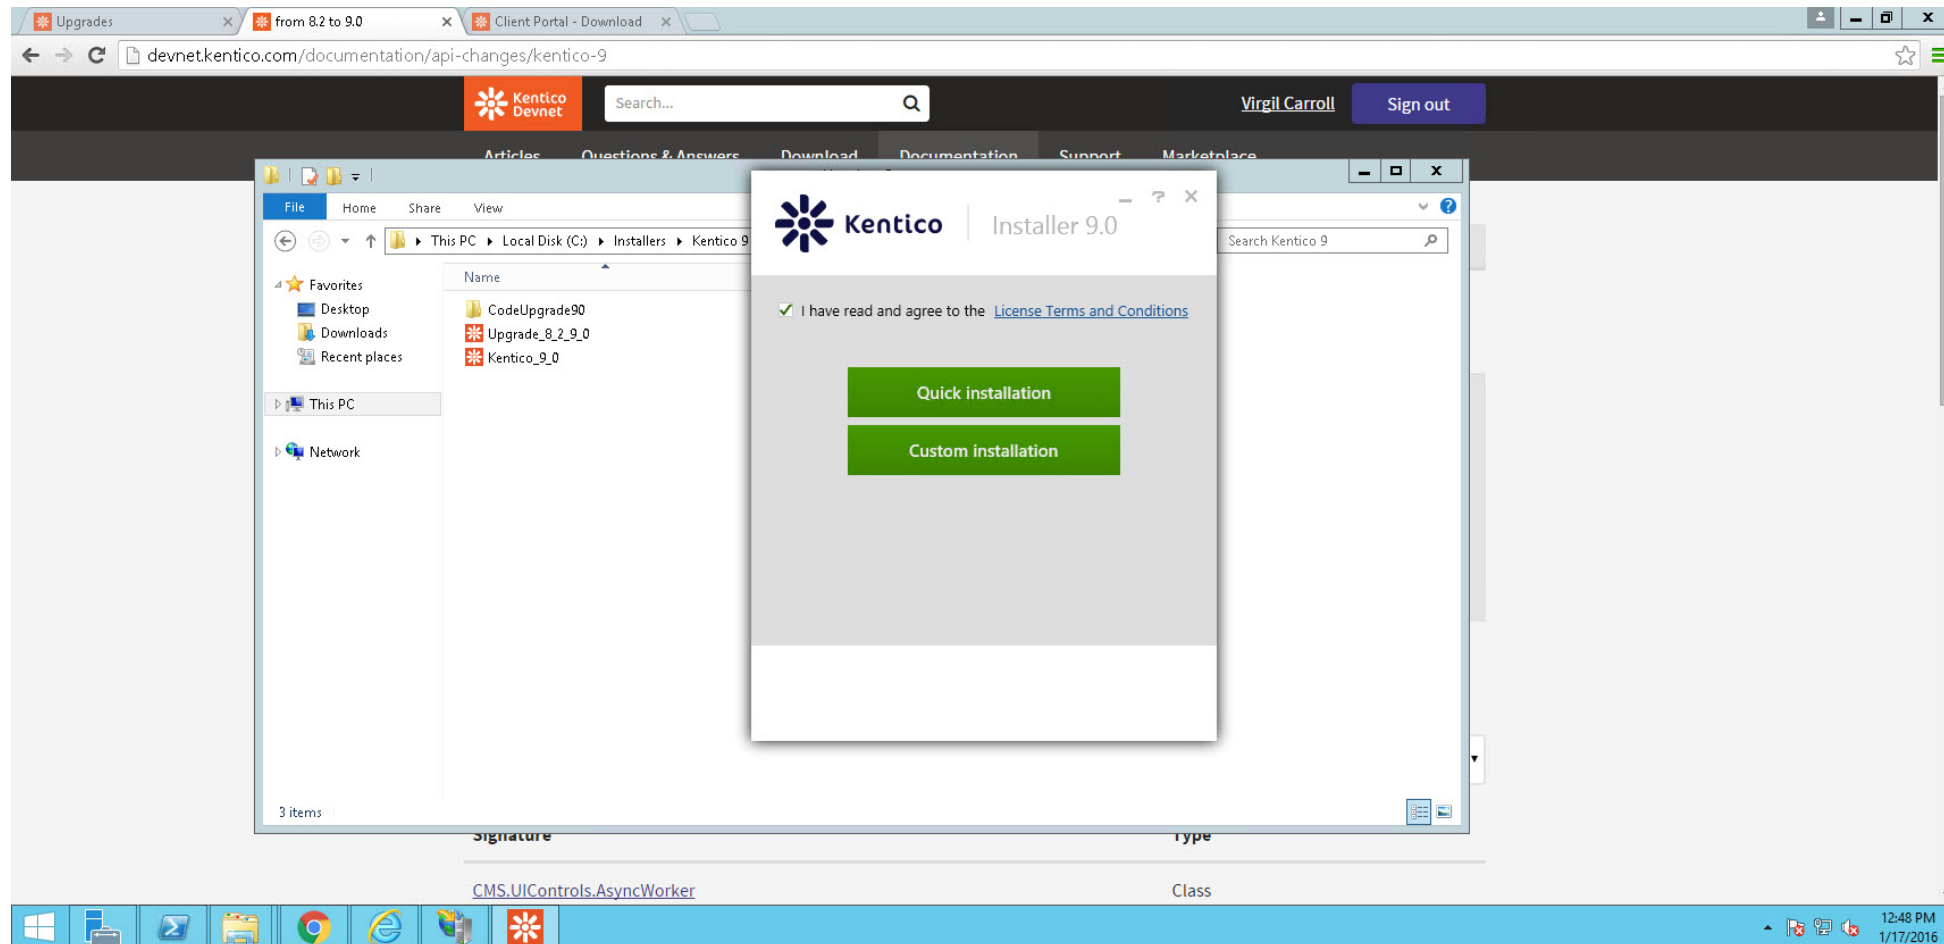 Upgrades
from 8.2 to 9.0
Client Portal - Download
devnet.kentico.com/documentation/api-changes/kentico-9
Kentico
Devnet
Search...
Virgil Carroll
Sign out
Articles Questions & Answers Download Documentation Support Marketplace
File Home Share View
This PC Local Disk (C:) Installers Kentico 9
Search Kentico 9
Favorites
Desktop
Downloads
Recent places
This PC
Network
Name
CodeUpgrade90
Upgrade_8_2_9_0
Kentico_9_0
3 items
Kentico Installer 9.0
I have read and agree to the License Terms and Conditions
Quick installation
Custom installation
Signature Type
CMS.UIControls.AsyncWorker Class
12:48 PM
1/17/2016